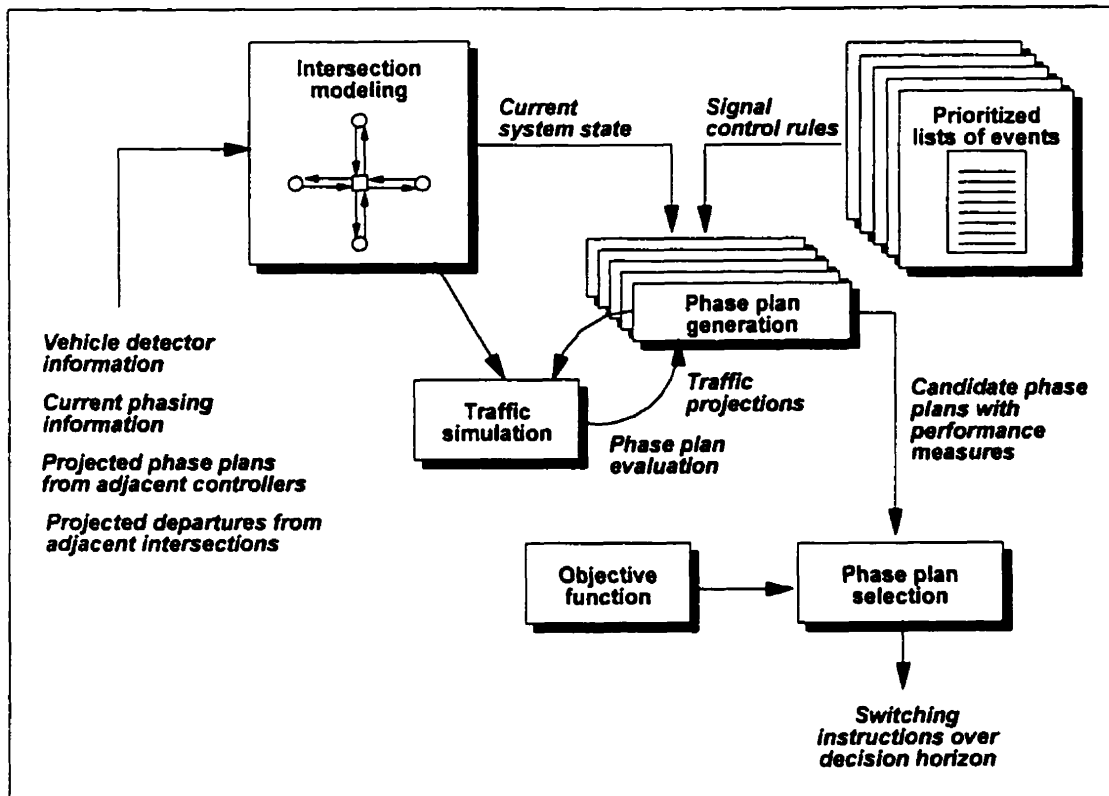 Intersection
modeling
Current
system state
Signal
control rules
Prioritized
lists of events
Vehicle detector
information
Current phasing
information
Projected phase plans
from adjacent controllers
Projected departures from
adjacent intersections
Phase plan
generation
Traffic
simulation
Traffic
projections
Phase plan
evaluation
Candidate phase
plans with
performance
measures
Objective
function
Phase plan
selection
Switching
instructions over
decision horizon